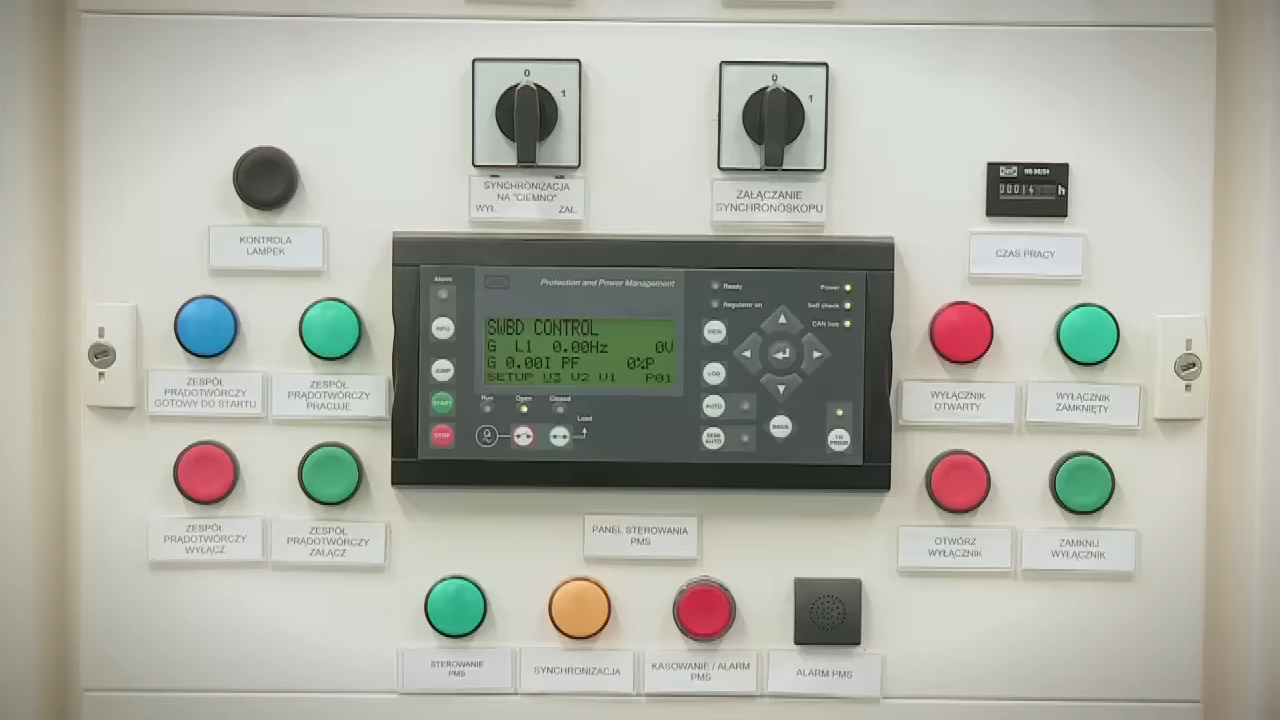 0
1
0
1
SYNCHRONIZACJA
NA "CIEMNO"
WYŁ. ZAŁ.
ZAŁĄCZANIE
SYNCHRONOSKOPU
KONTROLA
LAMPEK
00014 h
CZAS PRACY
Alarm
Protection and Power Management
Ready
Regulator on
Power
Self check
CAN bus
INFO
JUMP
START
STOP
SWBD CONTROL
G L1 0.00Hz 0V
G 0.00I PF 0%P
SETUP V3 V2 V1 P01
Run
Open
Closed
Load
G
VIEW
LOG
AUTO
SEMI
AUTO
BACK
1ST
PRIOR
ZESPÓŁ
PRĄDOTWÓRCZY
GOTOWY DO STARTU
ZESPÓŁ
PRĄDOTWÓRCZY
PRACUJE
WYŁĄCZNIK
OTWARTY
WYŁĄCZNIK
ZAMKNIĘTY
ZESPÓŁ
PRĄDOTWÓRCZY
WYŁĄCZ
ZESPÓŁ
PRĄDOTWÓRCZY
ZAŁĄCZ
PANEL STEROWANIA
PMS
OTWÓRZ
WYŁĄCZNIK
ZAMKNIJ
WYŁĄCZNIK
STEROWANIE
PMS
SYNCHRONIZACJA
KASOWANIE / ALARM
PMS
ALARM PMS